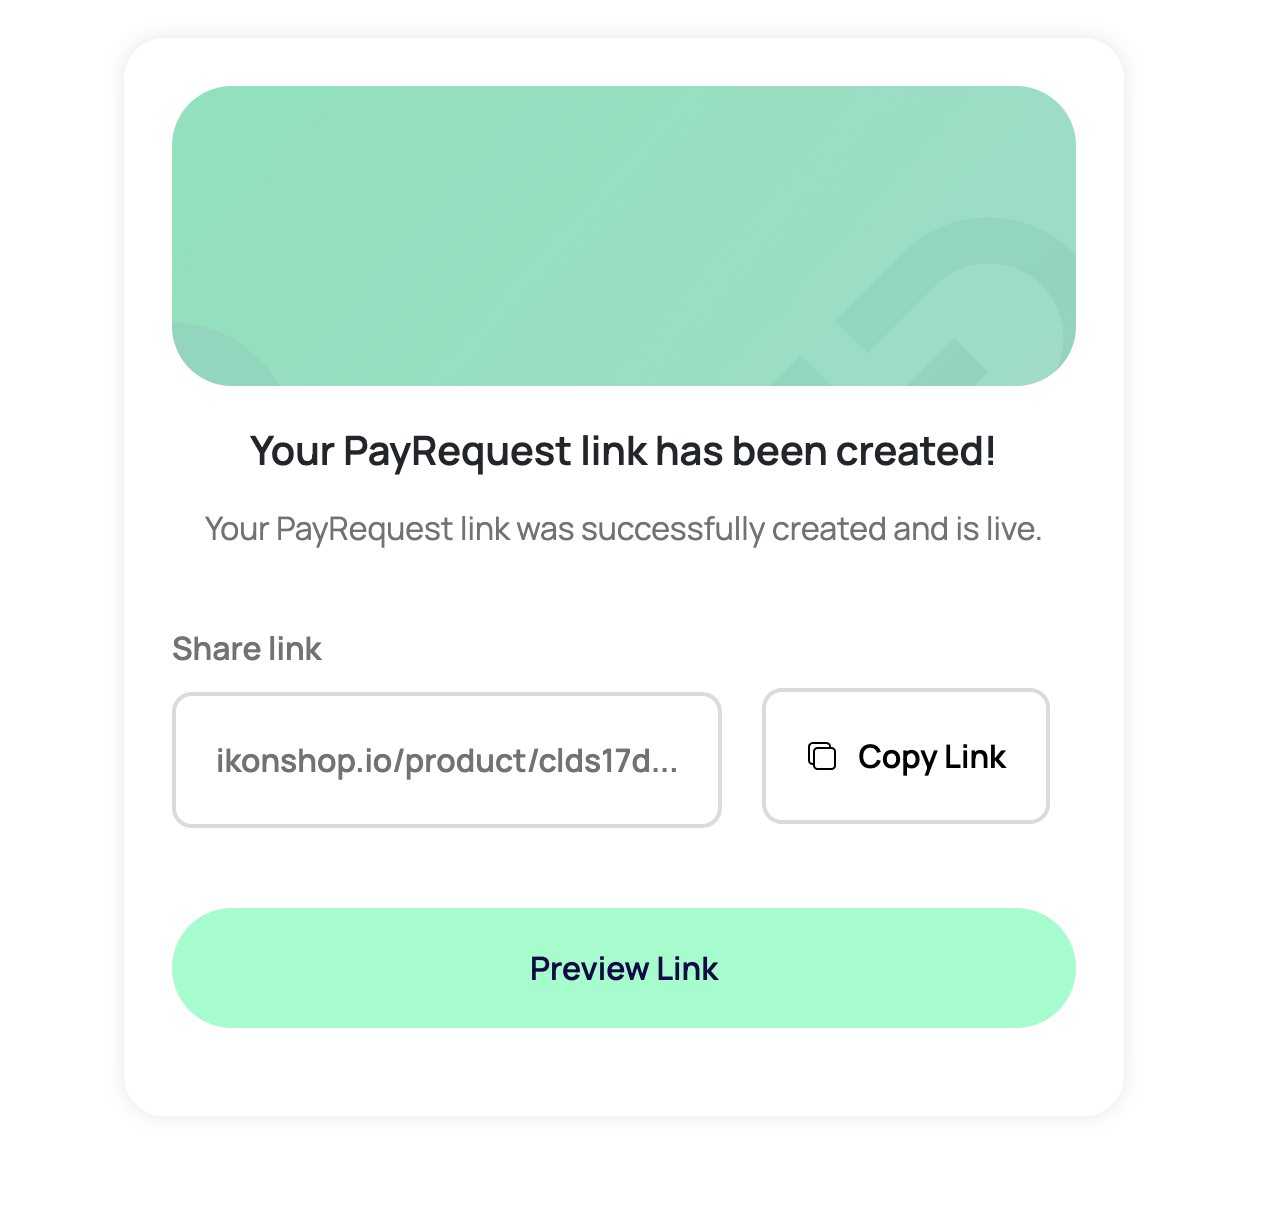 Your PayRequest link has been created!
Your PayRequest link was successfully created and is live.
Share link
ikonshop.io/product/clds17d...
Copy Link
Preview Link